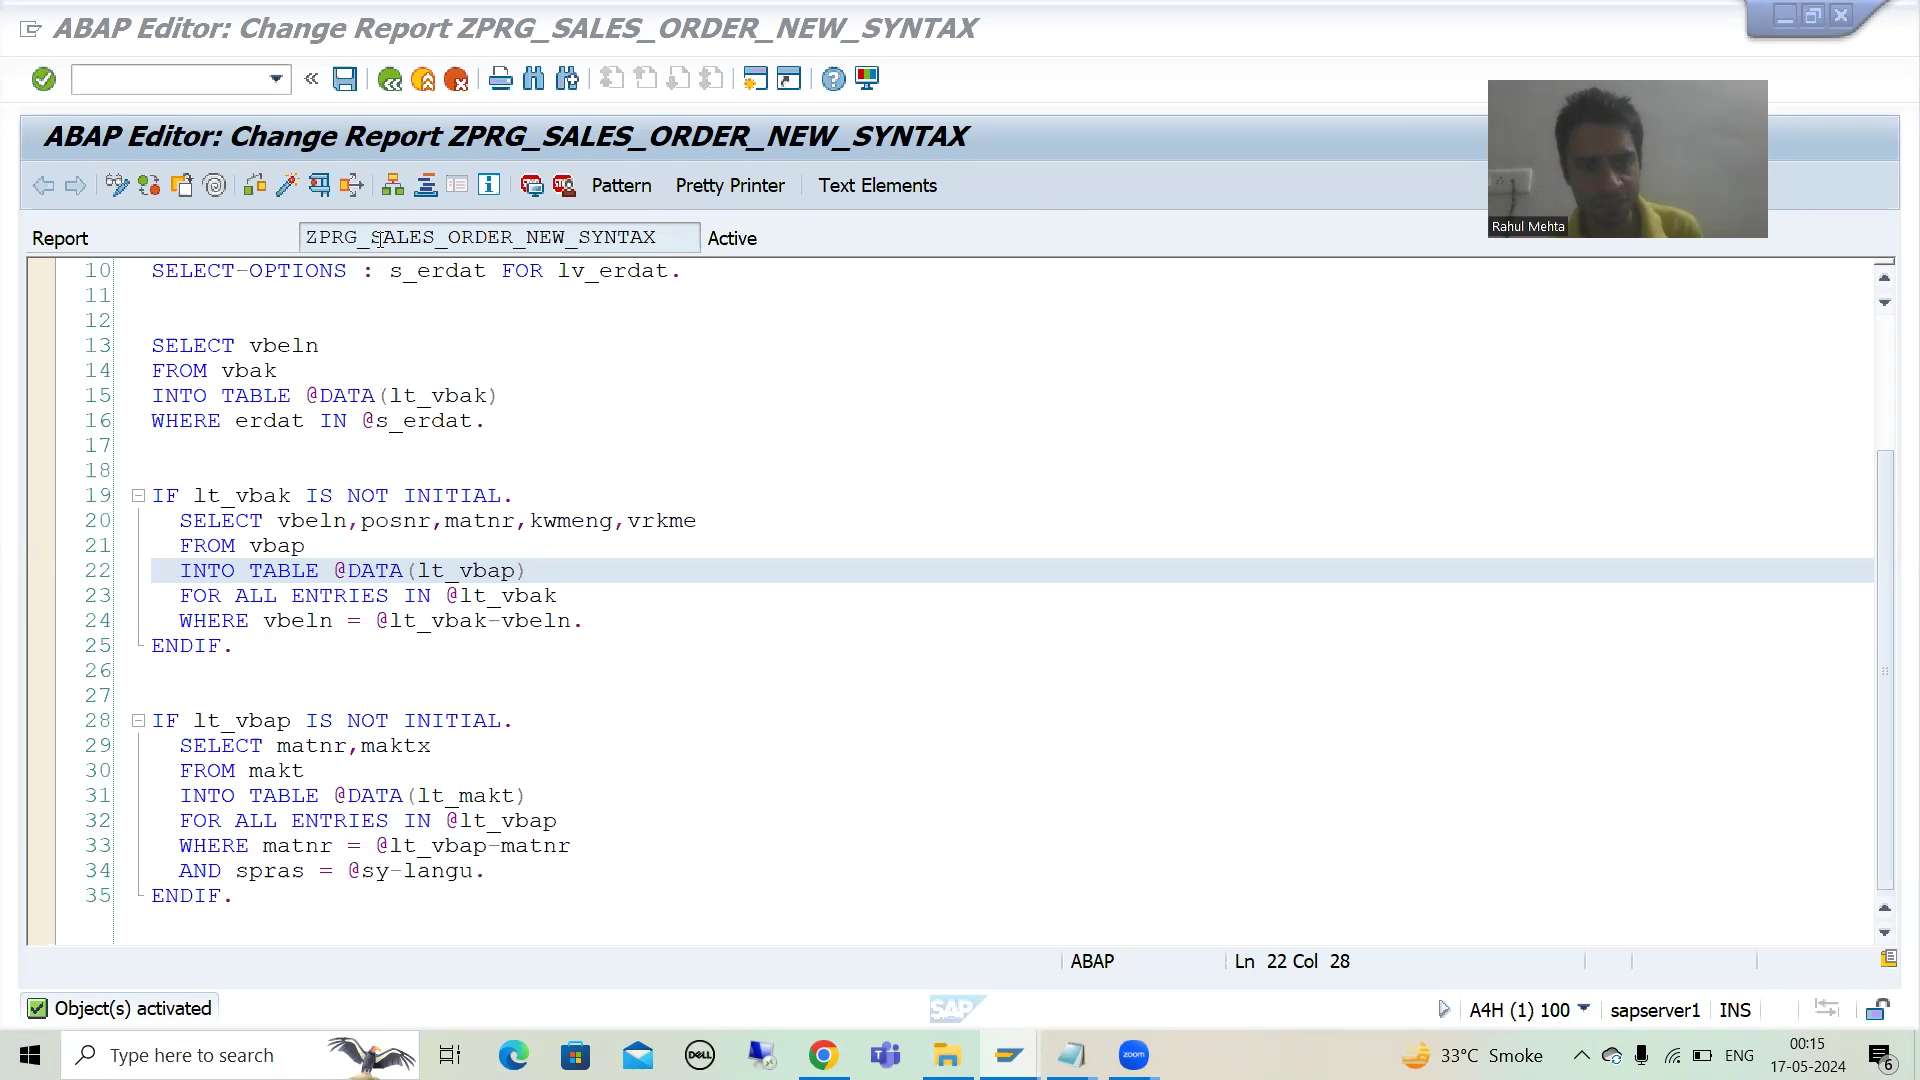 ABAP Editor: Change Report ZPRG_SALES_ORDER_NEW_SYNTAX
ABAP Editor: Change Report ZPRG_SALES_ORDER_NEW_SYNTAX
Pattern Pretty Printer Text Elements
Rahul Mehta
Report ZPRG_SALES_ORDER_NEW_SYNTAX Active
10 SELECT-OPTIONS : s_erdat FOR lv_erdat.
11
12
13 SELECT vbeln
14 FROM vbak
15 INTO TABLE @DATA(lt_vbak)
16 WHERE erdat IN @s_erdat.
17
18
19 IF lt_vbak IS NOT INITIAL.
20 SELECT vbeln,posnr,matnr,kwmeng,vrkme
21 FROM vbap
22 INTO TABLE @DATA(lt_vbap)
23 FOR ALL ENTRIES IN @lt_vbak
24 WHERE vbeln = @lt_vbak-vbeln.
25 ENDIF.
26
27
28 IF lt_vbap IS NOT INITIAL.
29 SELECT matnr,maktx
30 FROM makt
31 INTO TABLE @DATA(lt_makt)
32 FOR ALL ENTRIES IN @lt_vbap
33 WHERE matnr = @lt_vbap-matnr
34 AND spras = @sy-langu.
35 ENDIF.
ABAP Ln 22 Col 28
Object(s) activated SAP A4H (1) 100 sapserver1 INS
Type here to search DELL zoom 33°C Smoke ENG 00:15
17-05-2024 6